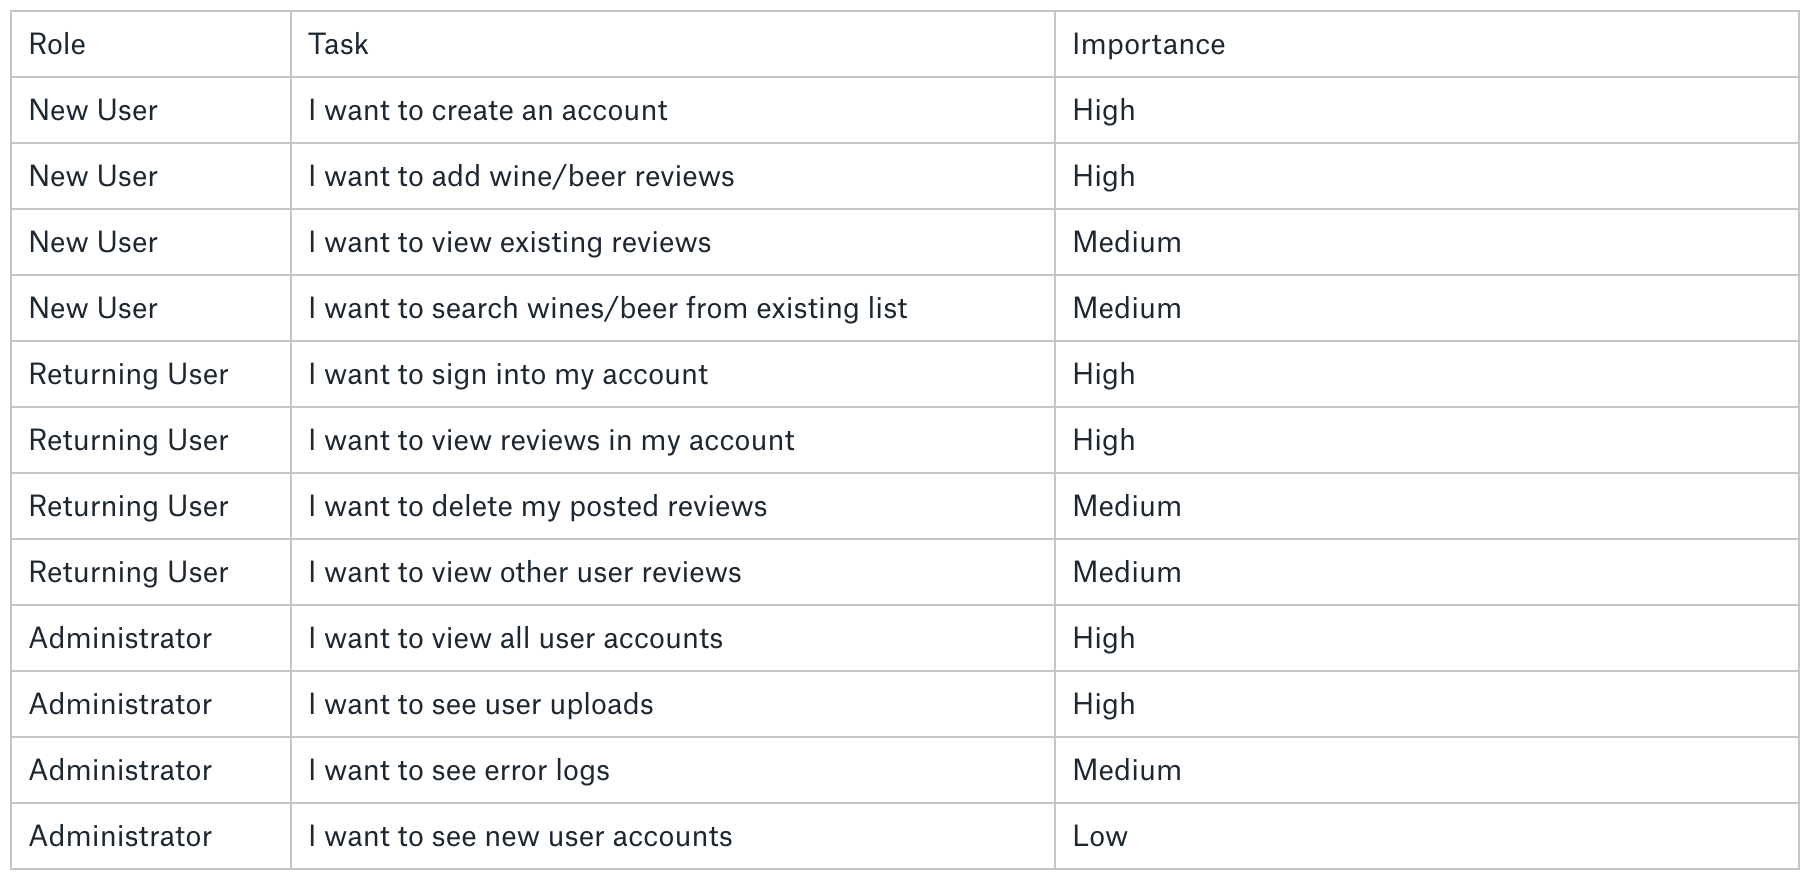 Role Task Importance
New User I want to create an account High
New User I want to add wine/beer reviews High
New User I want to view existing reviews Medium
New User I want to search wines/beer from existing list Medium
Returning User I want to sign into my account High
Returning User I want to view reviews in my account High
Returning User I want to delete my posted reviews Medium
Returning User I want to view other user reviews Medium
Administrator I want to view all user accounts High
Administrator I want to see user uploads High
Administrator I want to see error logs Medium
Administrator I want to see new user accounts Low